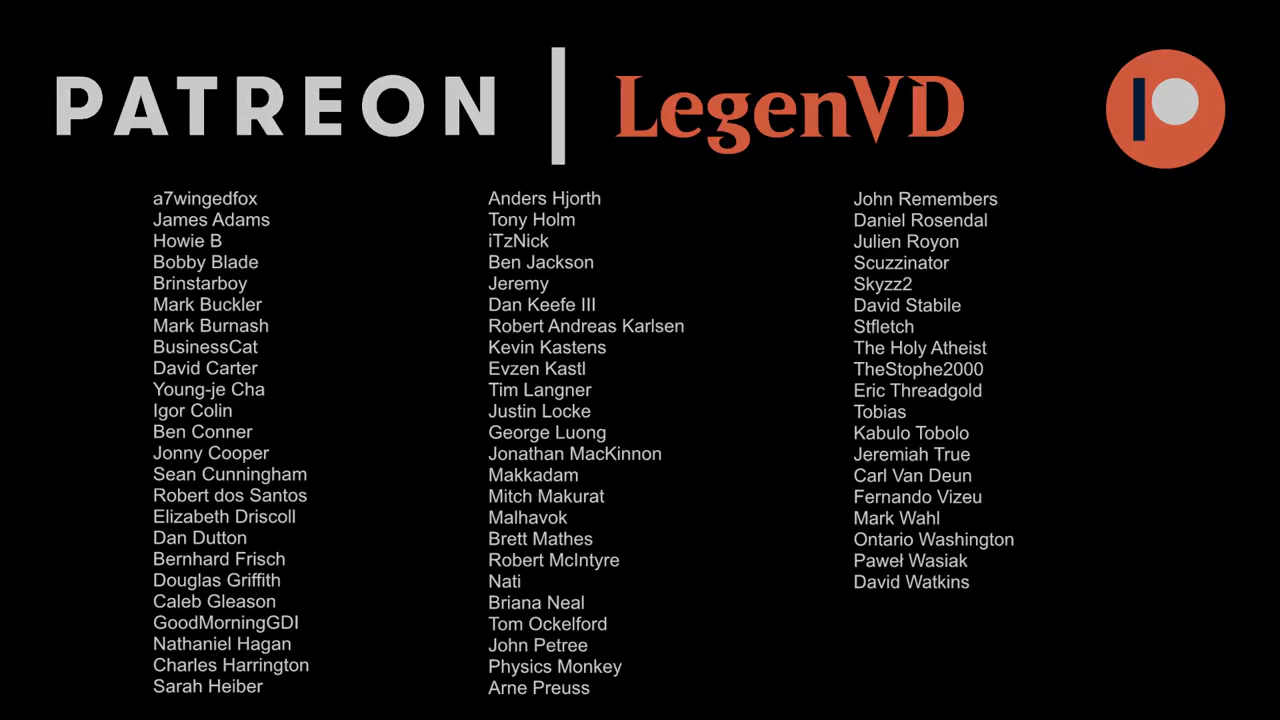 PATREON | LegenVD
a7wingedfox
James Adams
Howie B
Bobby Blade
Brinstarboy
Mark Buckler
Mark Burnash
BusinessCat
David Carter
Young-je Cha
Igor Colin
Ben Conner
Jonny Cooper
Sean Cunningham
Robert dos Santos
Elizabeth Driscoll
Dan Dutton
Bernhard Frisch
Douglas Griffith
Caleb Gleason
GoodMorningGDI
Nathaniel Hagan
Charles Harrington
Sarah Heiber
Anders Hjorth
Tony Holm
iTzNick
Ben Jackson
Jeremy
Dan Keefe III
Robert Andreas Karlsen
Kevin Kastens
Evzen Kastl
Tim Langner
Justin Locke
George Luong
Jonathan MacKinnon
Makkadam
Mitch Makurat
Malhavok
Brett Mathes
Robert McIntyre
Nati
Briana Neal
Tom Ockelford
John Petree
Physics Monkey
Arne Preuss
John Remembers
Daniel Rosendal
Julien Royon
Scuzzinator
Skyzz2
David Stabile
Stfletch
The Holy Atheist
TheStophe2000
Eric Threadgold
Tobias
Kabulo Tobolo
Jeremiah True
Carl Van Deun
Fernando Vizeu
Mark Wahl
Ontario Washington
Paweł Wasiak
David Watkins